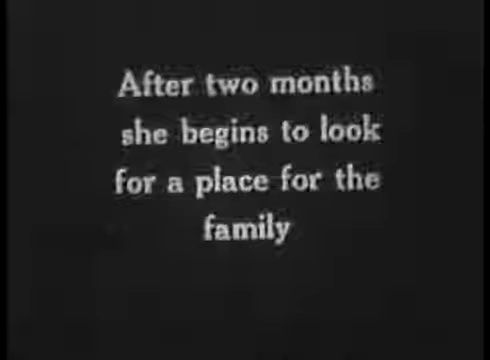 After two months
she begins to look
for a place for the
family